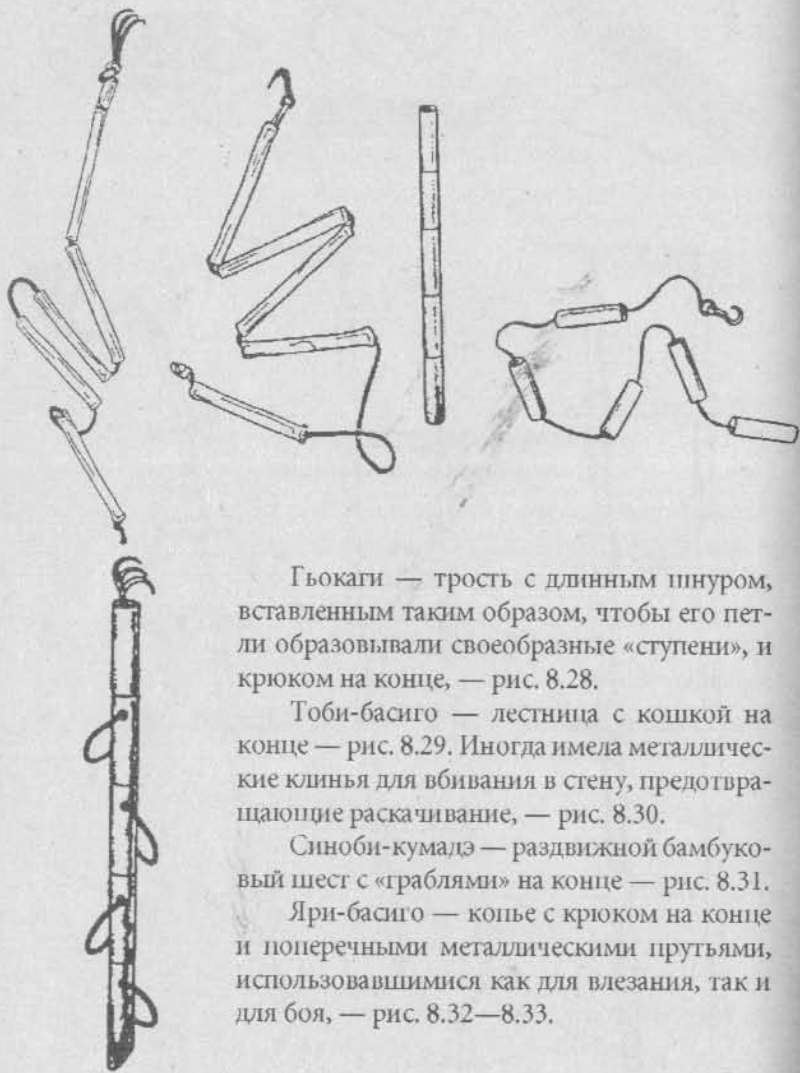 Гьокаги — трость с длинным шнуром,
вставленным таким образом, чтобы его пет-
ли образовывали своеобразные «ступени», и
крюком на конце, — рис. 8.28.
Тоби-басиго — лестница с кошкой на
конце — рис. 8.29. Иногда имела металличес-
кие клинья для вбивания в стену, предотвра-
щающие раскачивание, — рис. 8.30.
Синоби-кумадэ — раздвижной бамбуко-
вый шест с «граблями» на конце — рис. 8.31.
Яри-басиго — копье с крюком на конце
и поперечными металлическими прутьями,
использовавшимися как для влезания, так и
для боя, — рис. 8.32—8.33.